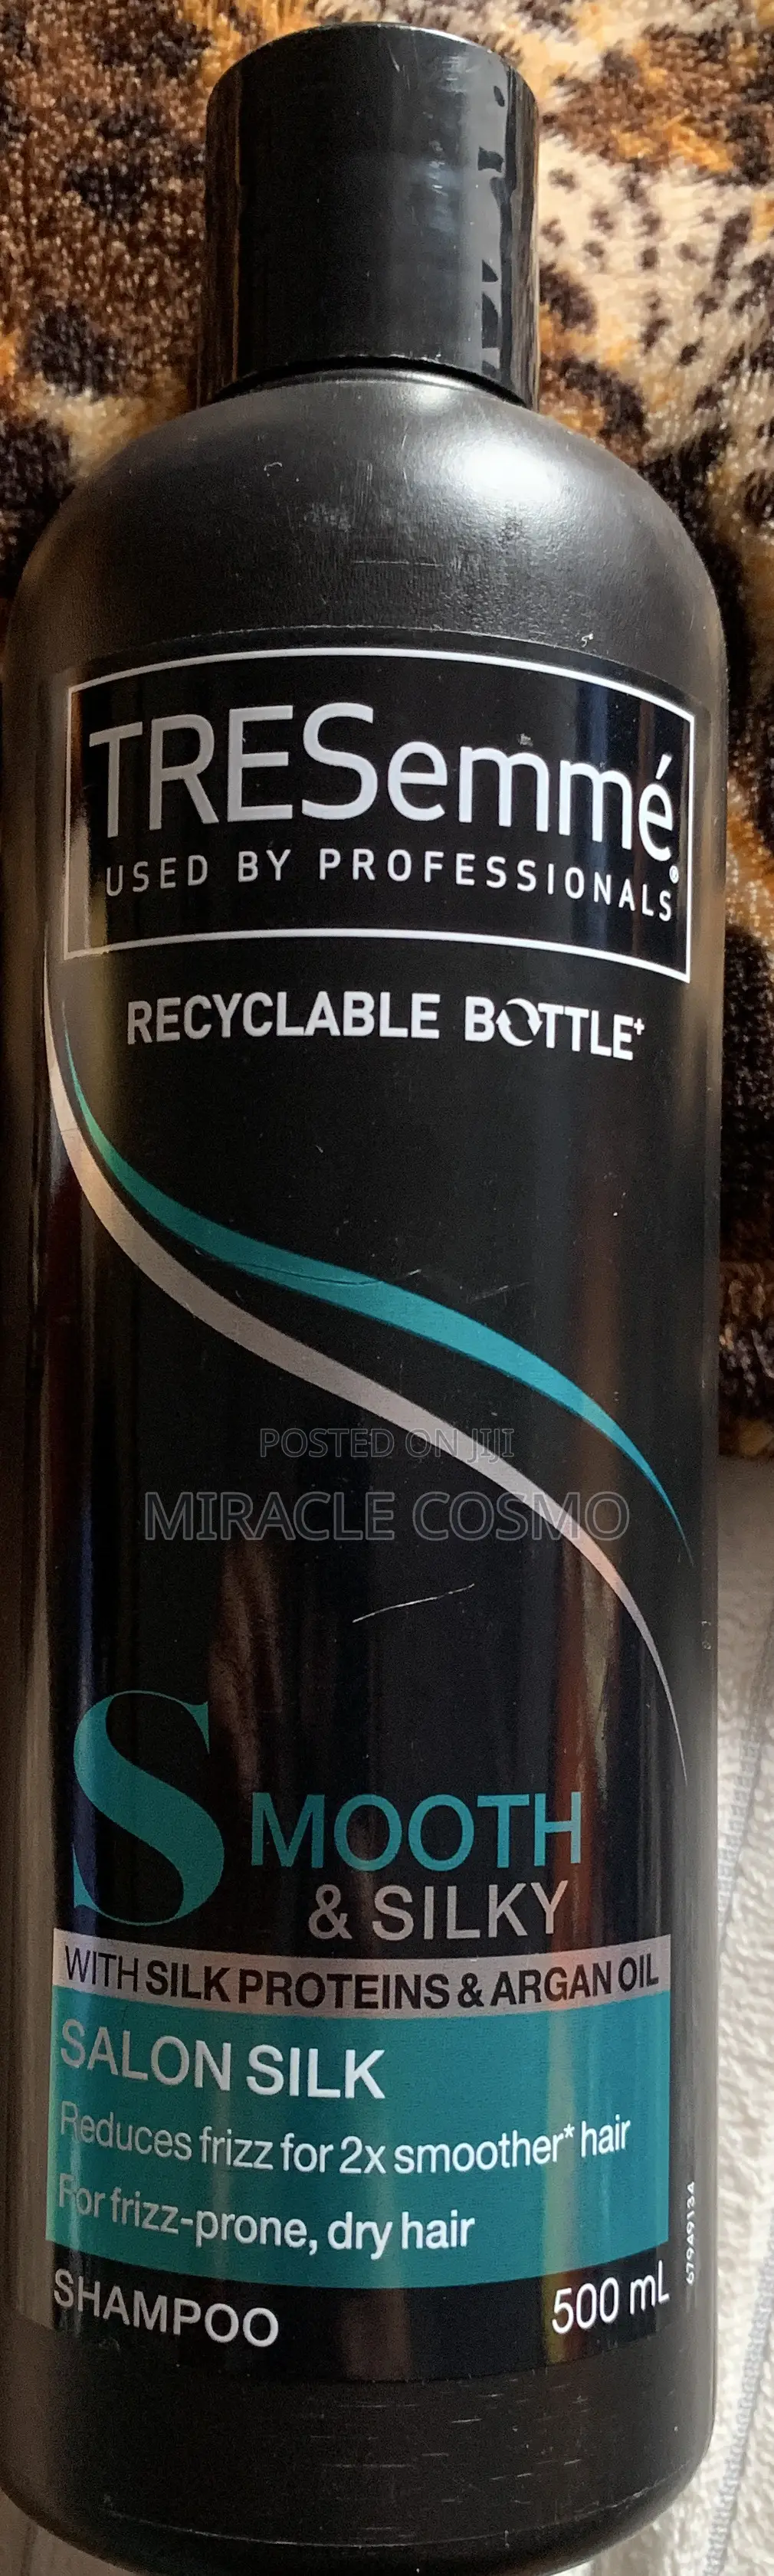 TRESemmé®
USED BY PROFESSIONALS
RECYCLABLE BOTTLE+
POSTED ON JIJI
MIRACLE COSMO
SMOOTH
& SILKY
WITH SILK PROTEINS & ARGAN OIL
SALON SILK
Reduces frizz for 2x smoother* hair
For frizz-prone, dry hair
SHAMPOO
500 mL
67949134